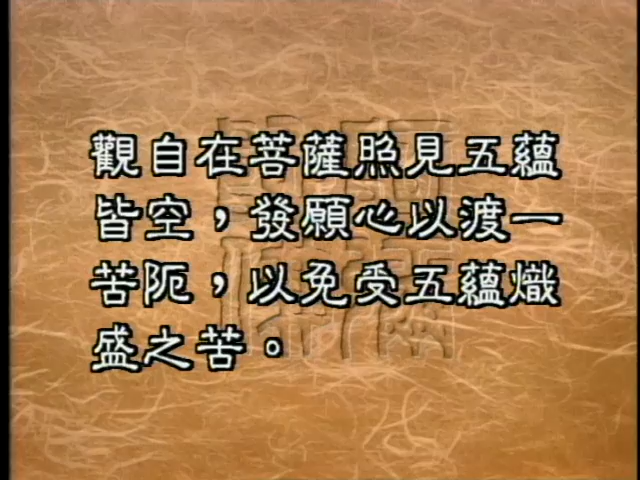 觀自在菩薩照見五蘊
皆空，發願心以渡一
苦阨，以免受五蘊熾
盛之苦。